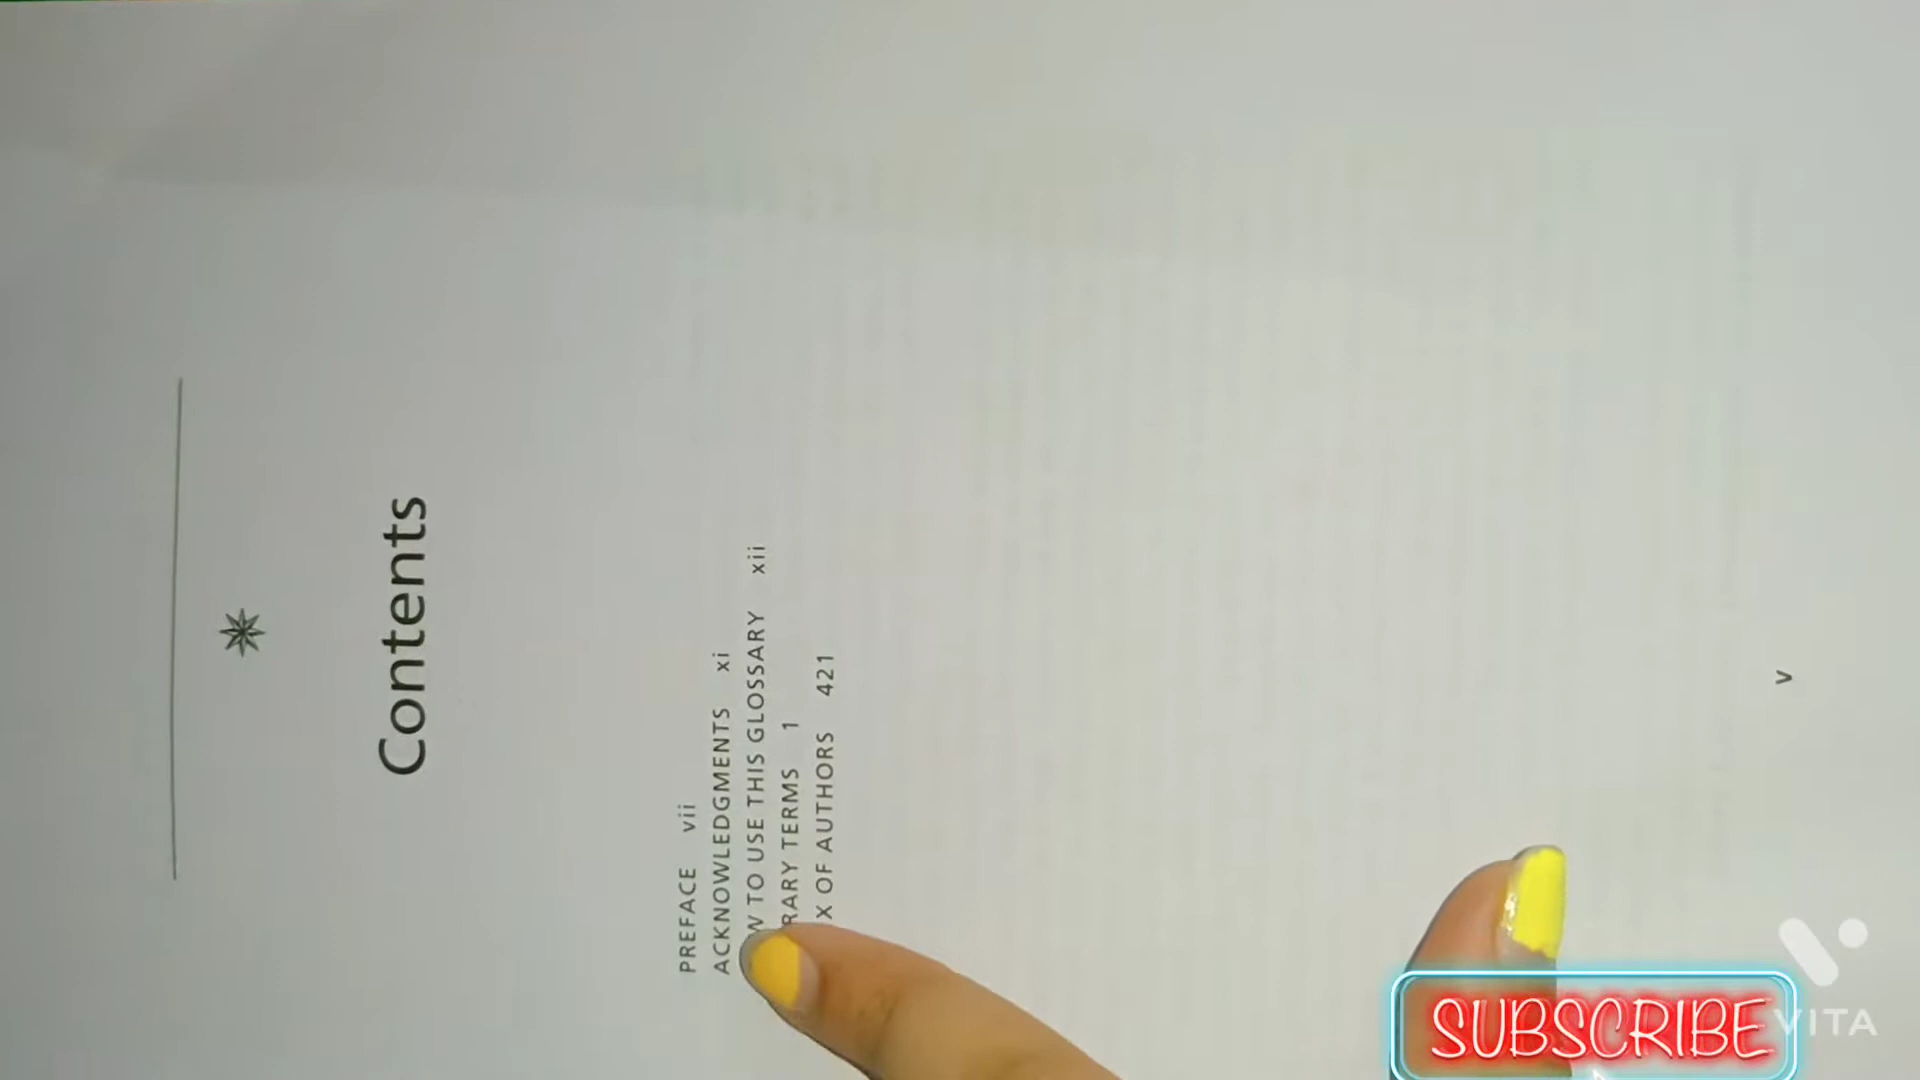 Contents
PREFACE vii
ACKNOWLEDGMENTS xi
TO USE THIS GLOSSARY xii
TERMS 1
OF AUTHORS 421
v
SUBSCRIBE
VITA